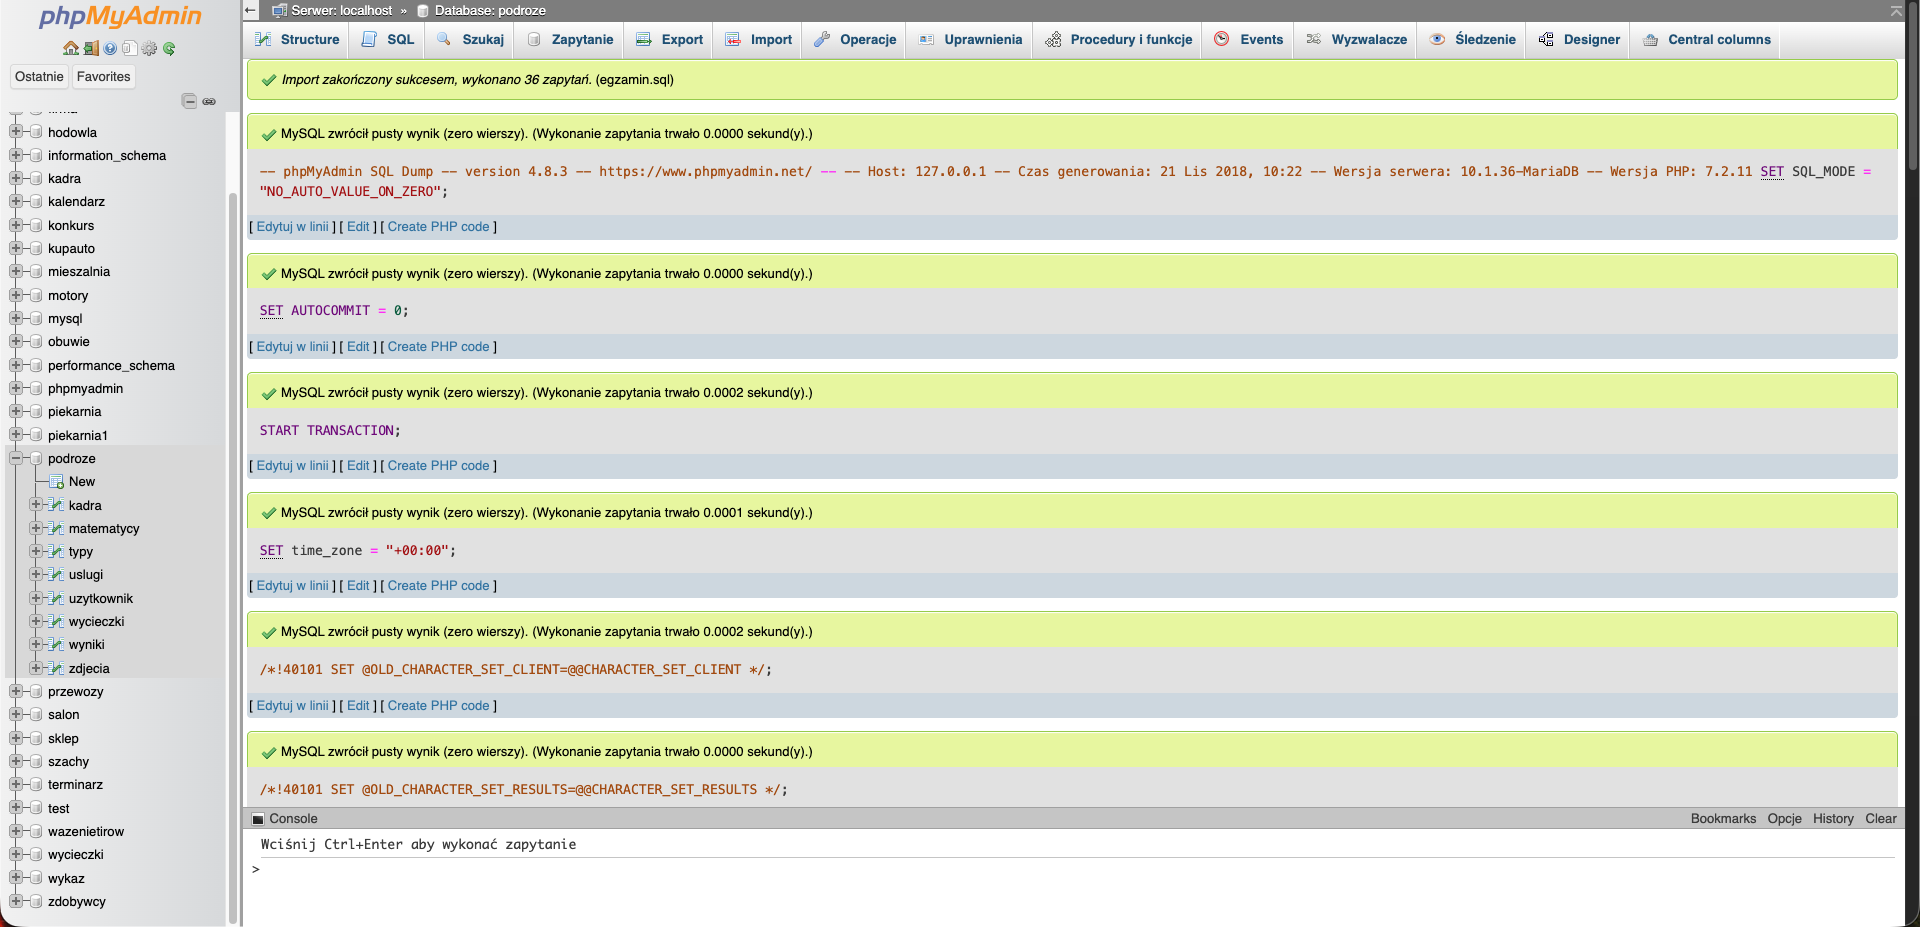 phpMyAdmin
Ostatnie Favorites
hodowla
information_schema
kadra
kalendarz
konkurs
kupauto
mieszalnia
motory
mysql
obuwie
performance_schema
phpmyadmin
piekarnia
piekarnia1
podroze
New
kadra
matematycy
typy
uslugi
uzytkownik
wycieczki
wyniki
zdjecia
przewozy
salon
sklep
szachy
terminarz
test
wazenietirow
wycieczki
wykaz
zdobywcy
Serwer: localhost » Database: podroze
Structure SQL Szukaj Zapytanie Export Import Operacje Uprawnienia Procedury i funkcje Events Wyzwalacze Śledzenie Designer Central columns
Import zakończony sukcesem, wykonano 36 zapytań. (egzamin.sql)
MySQL zwrócił pusty wynik (zero wierszy). (Wykonanie zapytania trwało 0.0000 sekund(y).)
-- phpMyAdmin SQL Dump -- version 4.8.3 -- https://www.phpmyadmin.net/ -- -- Host: 127.0.0.1 -- Czas generowania: 21 Lis 2018, 10:22 -- Wersja serwera: 10.1.36-MariaDB -- Wersja PHP: 7.2.11 SET SQL_MODE =
"NO_AUTO_VALUE_ON_ZERO";
[ Edytuj w linii ] [ Edit ] [ Create PHP code ]
MySQL zwrócił pusty wynik (zero wierszy). (Wykonanie zapytania trwało 0.0000 sekund(y).)
SET AUTOCOMMIT = 0;
[ Edytuj w linii ] [ Edit ] [ Create PHP code ]
MySQL zwrócił pusty wynik (zero wierszy). (Wykonanie zapytania trwało 0.0002 sekund(y).)
START TRANSACTION;
[ Edytuj w linii ] [ Edit ] [ Create PHP code ]
MySQL zwrócił pusty wynik (zero wierszy). (Wykonanie zapytania trwało 0.0001 sekund(y).)
SET time_zone = "+00:00";
[ Edytuj w linii ] [ Edit ] [ Create PHP code ]
MySQL zwrócił pusty wynik (zero wierszy). (Wykonanie zapytania trwało 0.0002 sekund(y).)
/*!40101 SET @OLD_CHARACTER_SET_CLIENT=@@CHARACTER_SET_CLIENT */;
[ Edytuj w linii ] [ Edit ] [ Create PHP code ]
MySQL zwrócił pusty wynik (zero wierszy). (Wykonanie zapytania trwało 0.0000 sekund(y).)
/*!40101 SET @OLD_CHARACTER_SET_RESULTS=@@CHARACTER_SET_RESULTS */;
Console Bookmarks Opcje History Clear
Wciśnij Ctrl+Enter aby wykonać zapytanie
>